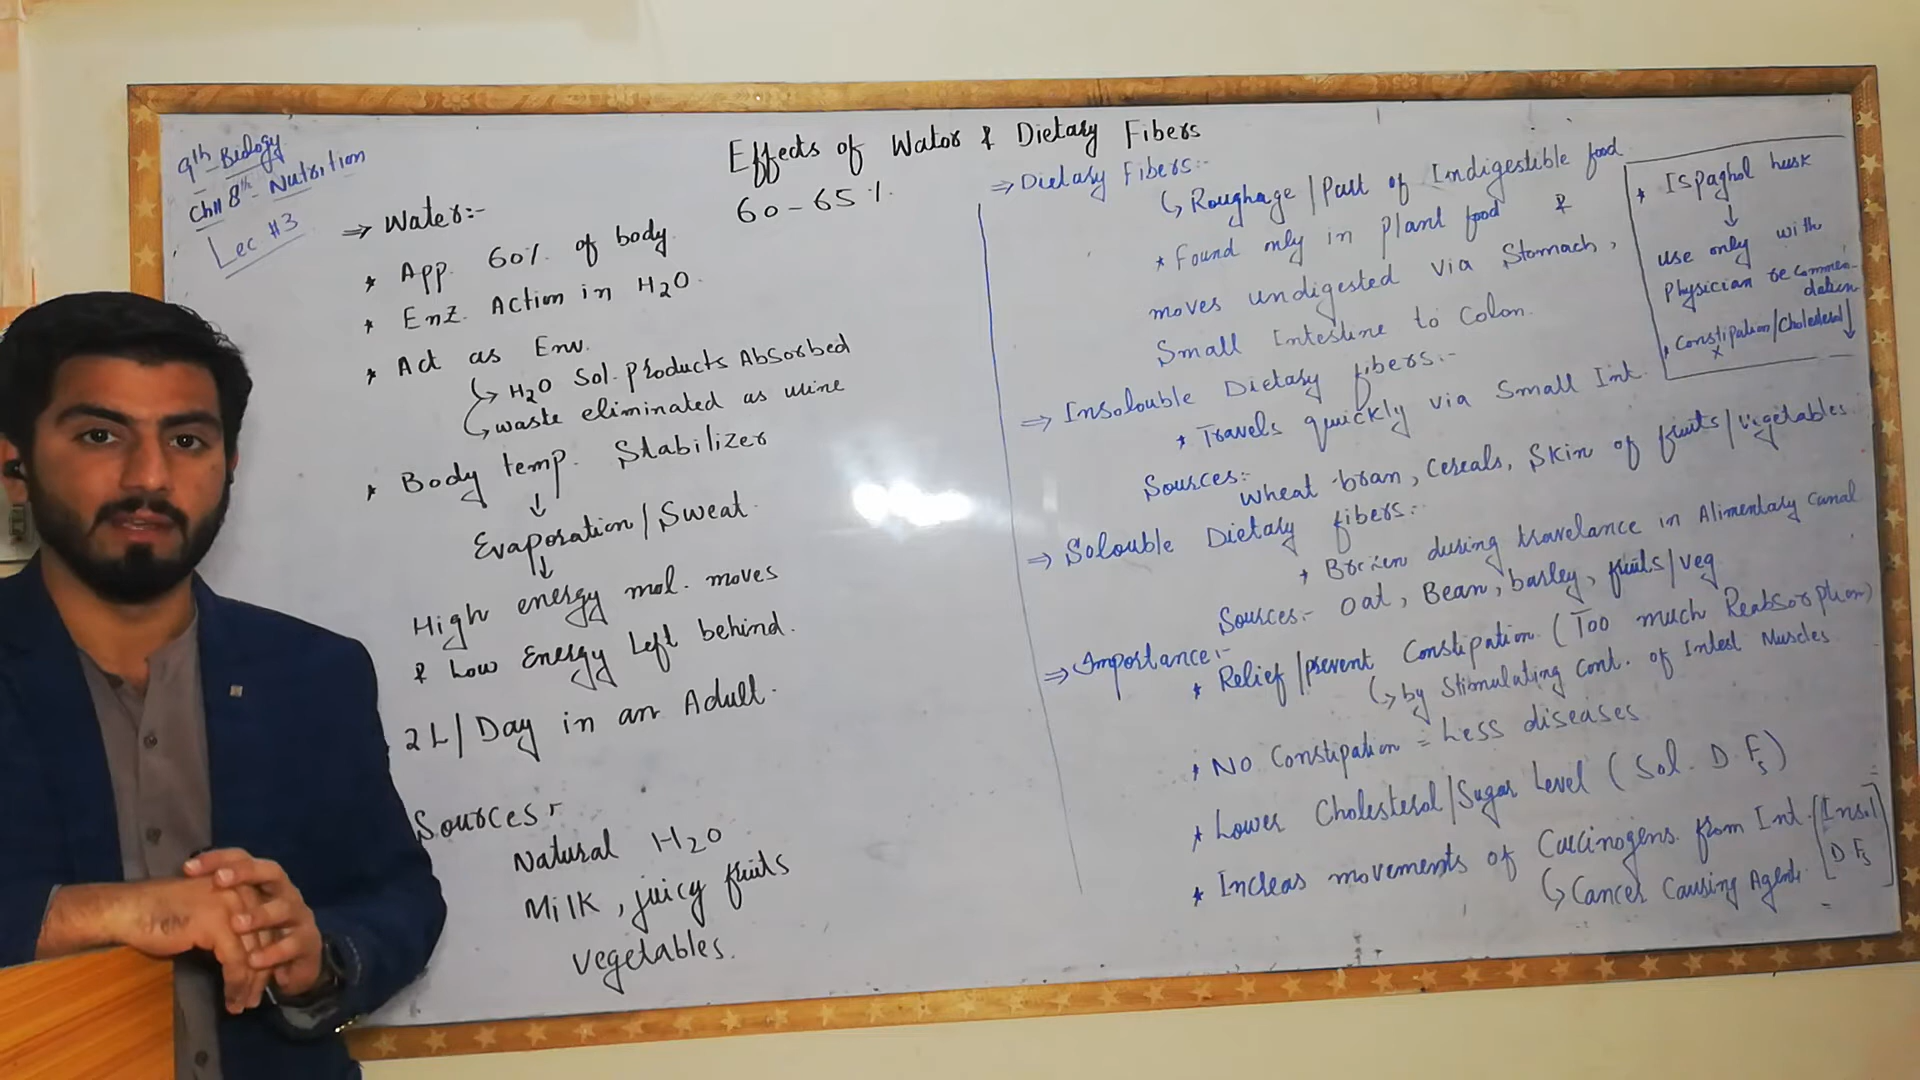 9th Biology
Ch# 8th - Nutrition
Lec #3
Effects of Water & Dietary Fibers
60-65%
⇒ Water:-
* App. 60% of body
* Enz. Action in H2O.
* Act as Env.
↳ H2O Sol. products Absorbed
↳ waste eliminated as urine
* Body temp. Stabilizer
↓
Evaporation / Sweat.
↓
High energy mol. moves
& Low Energy left behind.
2L/Day in an Adult.
Sources:-
Natural H2O
Milk, juicy fruits
vegetables.
⇒ Dietary Fibers:-
↳ Roughage / Part of Indigestible food
* Found only in plant food &
moves undigested via Stomach,
Small Intestine to Colon.
⇒ Insolouble Dietary fibers:-
* Travels quickly via Small Int.
Sources:-
Wheat bran, Cereals, Skin of fruits/vegetables
⇒ Solouble Dietary fibers:-
* Broken during travelance in Alimentary Canal
Sources:- Oat, Bean, barley, fruits/veg
⇒ Importance:-
* Relief/prevent Constipation. (Too much Reabsorption)
↳ by Stimulating Cont. of Intest Muscles
* No Constipation = Less diseases
* Lower Cholesterol/Sugar Level (Sol. D Fs)
* Increas movements of Carcinogens. from Int. [Insol
D Fs]
↳ Cancer Causing Agents.
* Ispaghol husk
↓
use only with
Physician recommen-
dation
* Constipation/Cholesterol ↓
x